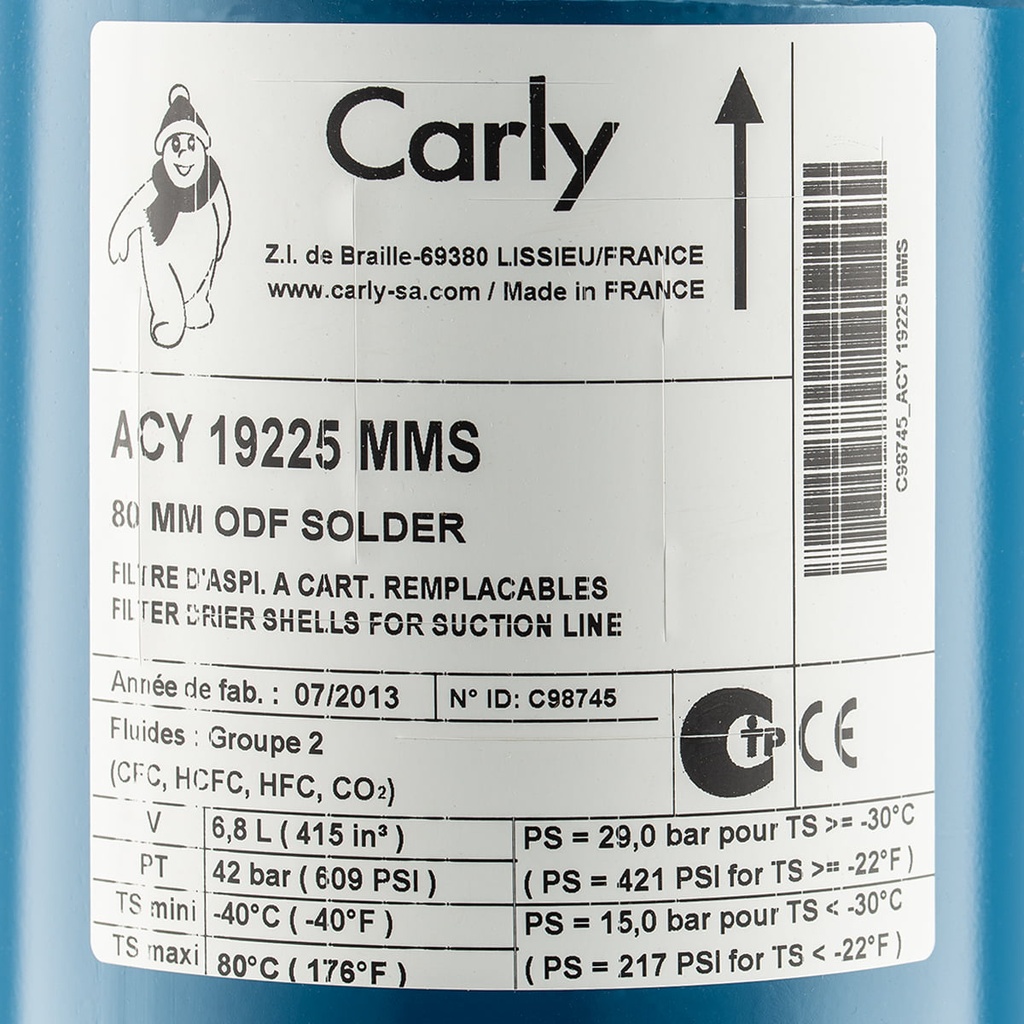 Carly
Z.I. de Braille-69380 LISSIEU/FRANCE
www.carly-sa.com / Made in FRANCE
C98745_ACY 19225 MMS
ACY 19225 MMS
80 MM ODF SOLDER
FILTRE D'ASPI. A CART. REMPLACABLES
FILTER DRIER SHELLS FOR SUCTION LINE
Année de fab. : 07/2013
N° ID: C98745
Fluides : Groupe 2
(CFC, HCFC, HFC, CO₂)
CTP
CE
V 6,8 L ( 415 in³ )
PT 42 bar ( 609 PSI )
TS mini -40°C ( -40°F )
TS maxi 80°C ( 176°F )
PS = 29,0 bar pour TS >= -30°C
( PS = 421 PSI for TS >= -22°F )
PS = 15,0 bar pour TS < -30°C
( PS = 217 PSI for TS < -22°F )